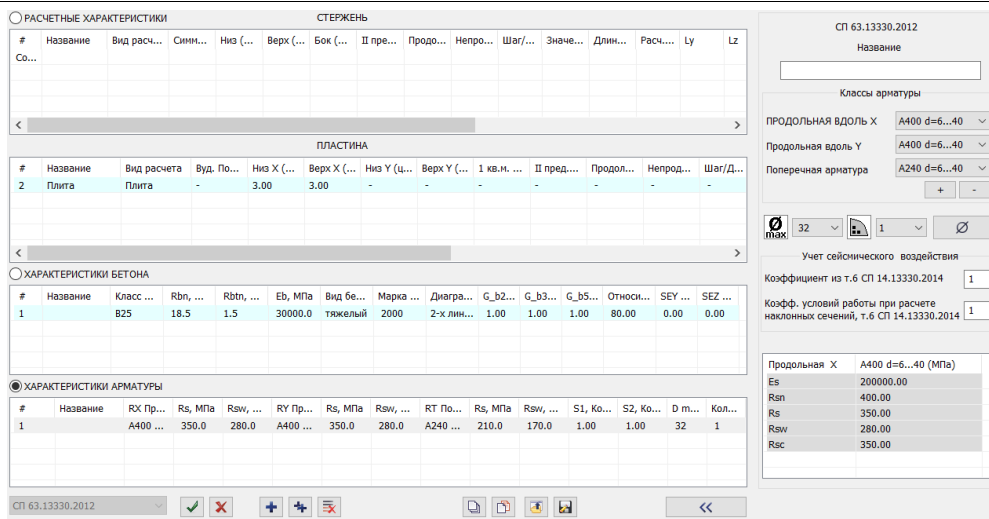 РАСЧЕТНЫЕ ХАРАКТЕРИСТИКИ СТЕРЖЕНЬ
# Название Вид расч... Симм... Низ (... Верх (... Бок (... II пре... Продо... Непро... Шаг/... Значе... Длин... Расч.... Ly Lz
Со...
ПЛАСТИНА
# Название Вид расчета Вуд. По... Низ X (... Верх X (... Низ Y (ц... Верх Y (... 1 кв.м. ... II пред.... Продол... Непрод... Шаг/Д...
2 Плита Плита - 3.00 3.00 - - - - - - -
ХАРАКТЕРИСТИКИ БЕТОНА
# Название Класс ... Rbn, ... Rbtn, ... Eb, МПа Вид бе... Марка ... Диагра... G_b2... G_b3... G_b5... Относи... SEY ... SEZ ...
1 B25 18.5 1.5 30000.0 тяжелый 2000 2-х лин... 1.00 1.00 1.00 80.00 0.00 0.00
ХАРАКТЕРИСТИКИ АРМАТУРЫ
# Название RX Пр... Rs, МПа Rsw, ... RY Пр... Rs, МПа Rsw, ... RT По... Rs, МПа Rsw, ... S1, Ко... S2, Ко... D m... Кол...
1 A400 ... 350.0 280.0 A400 ... 350.0 280.0 A240 ... 210.0 170.0 1.00 1.00 32 1
СП 63.13330.2012
СП 63.13330.2012
Название
Классы арматуры
ПРОДОЛЬНАЯ ВДОЛЬ X A400 d=6...40
Продольная вдоль Y A400 d=6...40
Поперечная арматура A240 d=6...40
+ -
Ø max 32 1 Ø
Учет сейсмического воздействия
Коэффициент из т.6 СП 14.13330.2014 1
Коэфф. условий работы при расчете
наклонных сечений, т.6 СП 14.13330.2014 1
Продольная X A400 d=6...40 (МПа)
Es 200000.00
Rsn 400.00
Rs 350.00
Rsw 280.00
Rsc 350.00